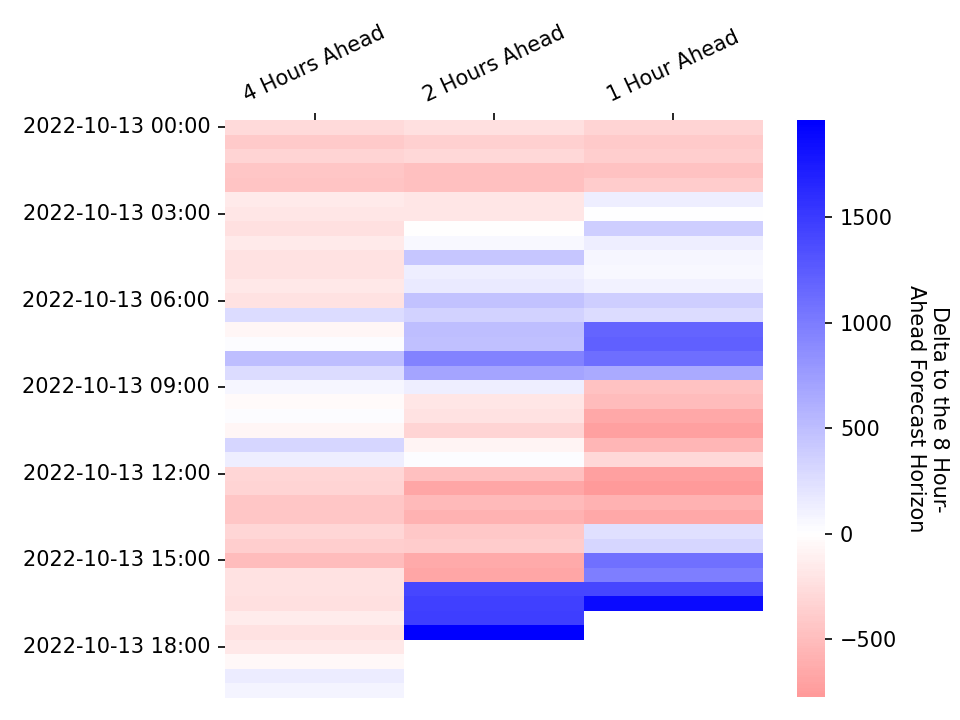 4 Hours Ahead
2 Hours Ahead
1 Hour Ahead
2022-10-13 00:00
2022-10-13 03:00
2022-10-13 06:00
2022-10-13 09:00
2022-10-13 12:00
2022-10-13 15:00
2022-10-13 18:00
1500
1000
500
0
−500
Delta to the 8 Hour-
Ahead Forecast Horizon